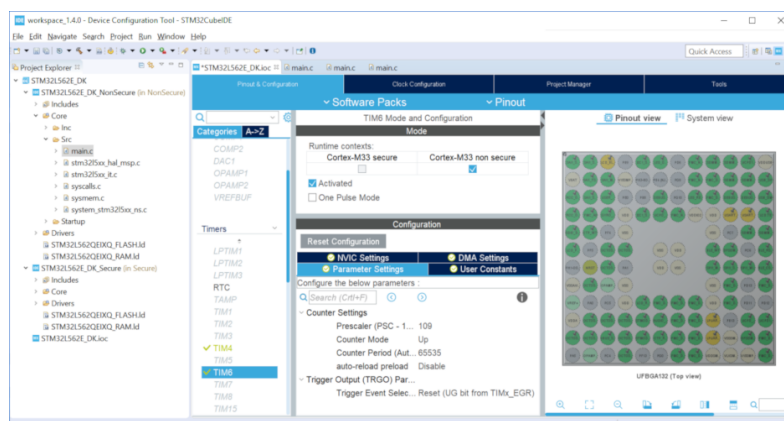 workspace_1.4.0 - Device Configuration Tool - STM32CubeIDE
File Edit Navigate Search Project Run Window Help
Quick Access
Project Explorer
*STM32L562E_DK.ioc main.c main.c main.c
STM32L562E_DK
STM32L562E_DK_NonSecure (in NonSecure)
Includes
Core
Inc
Src
main.c
stm32l5xx_hal_msp.c
stm32l5xx_it.c
syscalls.c
sysmem.c
system_stm32l5xx_ns.c
Startup
Drivers
STM32L562QEIXQ_FLASH.ld
STM32L562QEIXQ_RAM.ld
STM32L562E_DK_Secure (in Secure)
Includes
Core
Drivers
STM32L562QEIXQ_FLASH.ld
STM32L562QEIXQ_RAM.ld
STM32L562E_DK.ioc
Pinout & Configuration Clock Configuration Project Manager Tools
Software Packs Pinout
Categories A->Z
COMP2
DAC1
OPAMP1
OPAMP2
VREFBUF
Timers
LPTIM1
LPTIM2
LPTIM3
RTC
TAMP
TIM1
TIM2
TIM3
TIM4
TIM5
TIM6
TIM7
TIM8
TIM15
TIM6 Mode and Configuration
Mode
Runtime contexts:
Cortex-M33 secure Cortex-M33 non secure
Activated
One Pulse Mode
Configuration
Reset Configuration
NVIC Settings DMA Settings
Parameter Settings User Constants
Configure the below parameters :
Search (Crtl+F)
Counter Settings
Prescaler (PSC - 1... 109
Counter Mode Up
Counter Period (Aut... 65535
auto-reload preload Disable
Trigger Output (TRGO) Par...
Trigger Event Selec... Reset (UG bit from TIMx_EGR)
Pinout view System view
UFBGA132 (Top view)